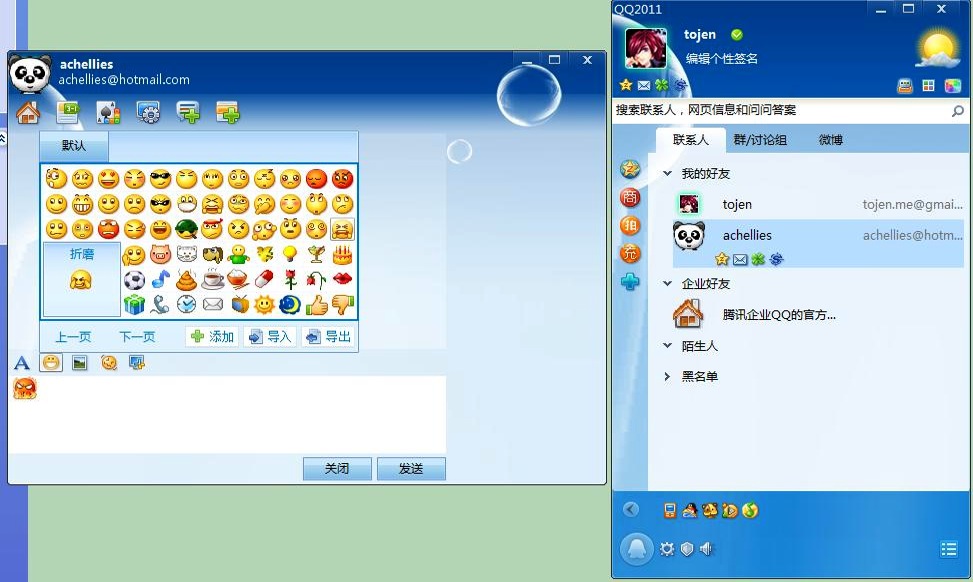 achellies
achellies@hotmail.com
默认
折磨
上一页
下一页
添加
导入
导出
A
关闭
发送
QQ2011
tojen
编辑个性签名
搜索联系人，网页信息和问问答案
联系人
群/讨论组
微博
商
拍
充
我的好友
tojen
tojen.me@gmai...
achellies
achellies@hotm...
企业好友
腾讯企业QQ的官方...
陌生人
黑名单